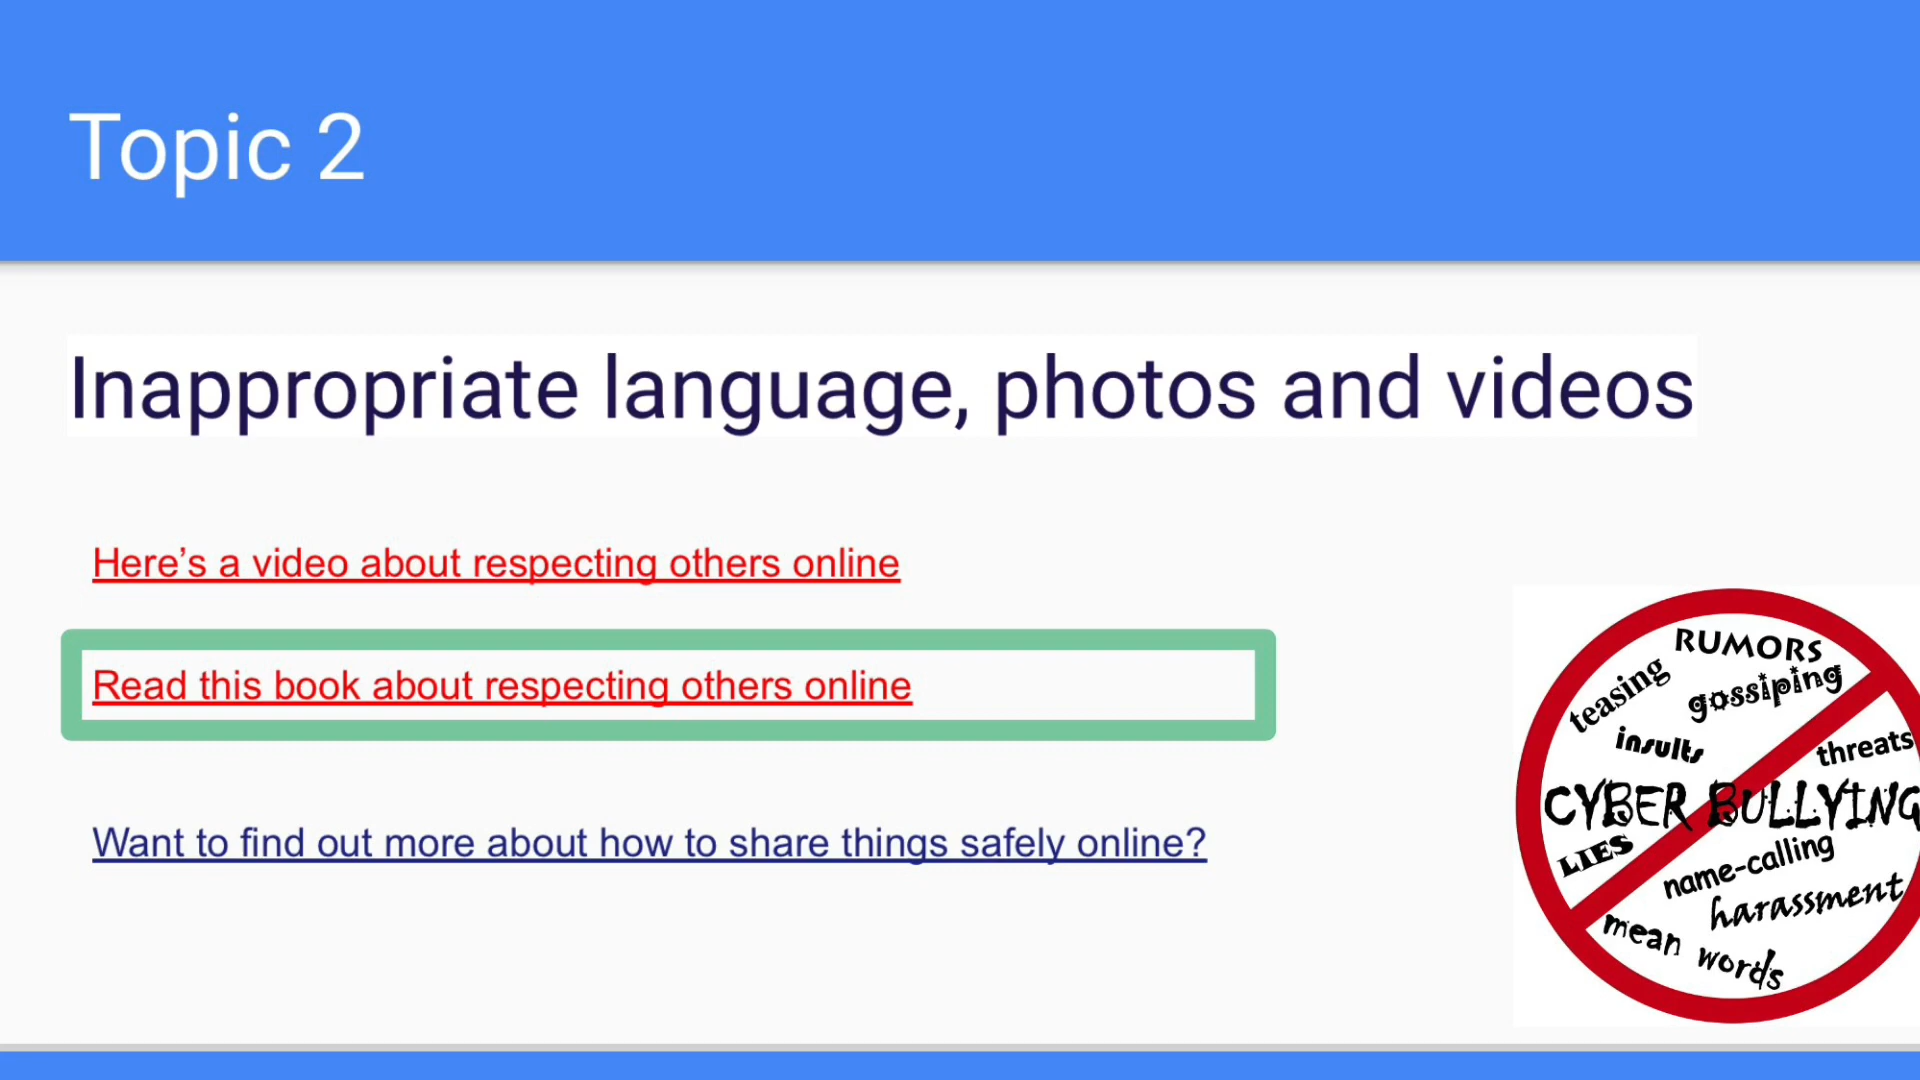 Topic 2
Inappropriate language, photos and videos
Here’s a video about respecting others online
Read this book about respecting others online
Want to find out more about how to share things safely online?
RUMORS
teasing
gossiping
insults
threats
CYBER BULLYING
LIES
name-calling
harassment
mean words